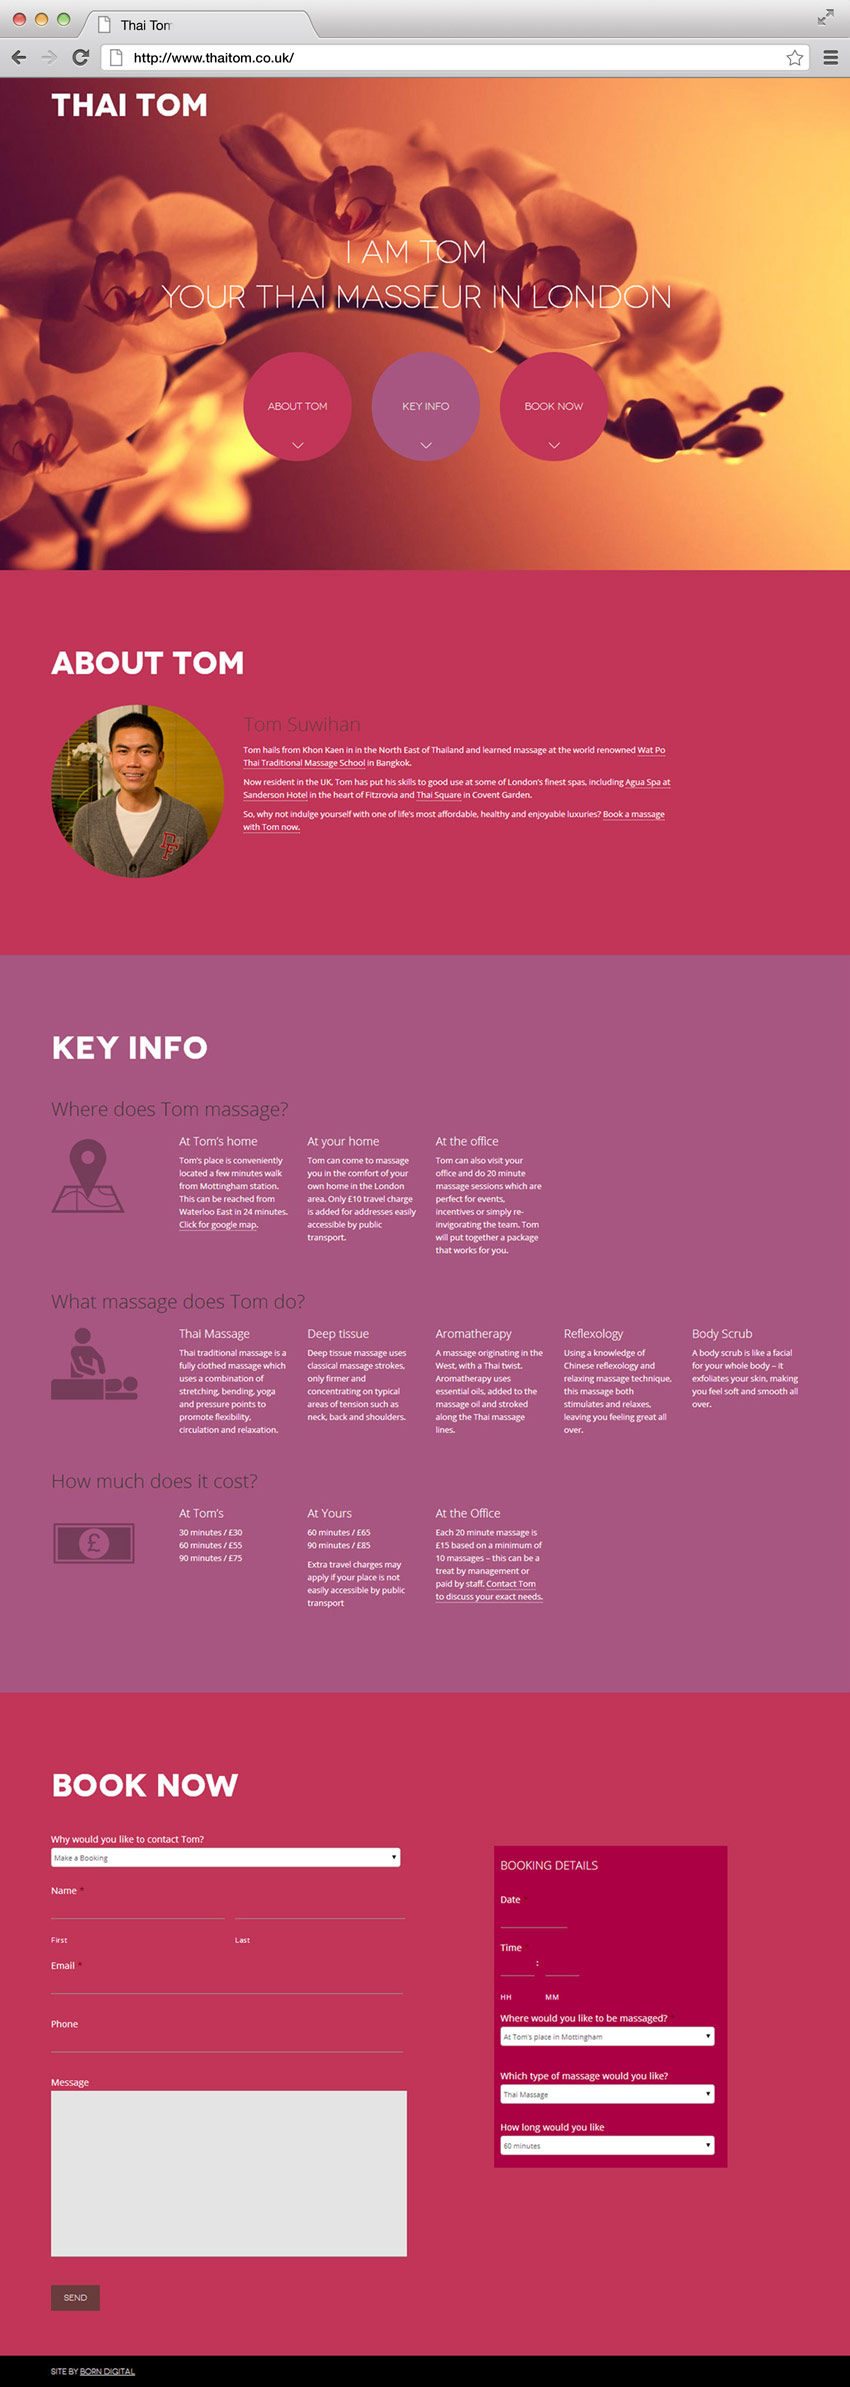 Thai Tom
http://www.thaitom.co.uk/
THAI TOM
I AM TOM
YOUR THAI MASSEUR IN LONDON
ABOUT TOM
KEY INFO
BOOK NOW
ABOUT TOM
Tom Suwihan
Tom hails from Khon Kaen in in the North East of Thailand and learned massage at the world renowned Wat Po
Thai Traditional Massage School in Bangkok.
Now resident in the UK, Tom has put his skills to good use at some of London's finest spas, including Agua Spa at
Sanderson Hotel in the heart of Fitzrovia and Thai Square in Covent Garden.
So, why not indulge yourself with one of life's most affordable, healthy and enjoyable luxuries? Book a massage
with Tom now.
KEY INFO
Where does Tom massage?
At Tom's home
Tom's place is conveniently
located a few minutes walk
from Mottingham station.
This can be reached from
Waterloo East in 24 minutes.
Click for google map.
At your home
Tom can come to massage
you in the comfort of your
own home in the London
area. Only £10 travel charge
is added for addresses easily
accessible by public
transport.
At the office
Tom can also visit your
office and do 20 minute
massage sessions which are
perfect for events,
incentives or simply re-
invigorating the team. Tom
will put together a package
that works for you.
What massage does Tom do?
Thai Massage
Thai traditional massage is a
fully clothed massage which
uses a combination of
stretching, bending, yoga
and pressure points to
promote flexibility,
circulation and relaxation.
Deep tissue
Deep tissue massage uses
classical massage strokes,
only firmer and
concentrating on typical
areas of tension such as
neck, back and shoulders.
Aromatherapy
A massage originating in the
West, with a Thai twist.
Aromatherapy uses
essential oils, added to the
massage oil and stroked
along the Thai massage
lines.
Reflexology
Using a knowledge of
Chinese reflexology and
relaxing massage technique,
this massage both
stimulates and relaxes,
leaving you feeling great all
over.
Body Scrub
A body scrub is like a facial
for your whole body – it
exfoliates your skin, making
you feel soft and smooth all
over.
How much does it cost?
£
At Tom's
30 minutes / £30
60 minutes / £55
90 minutes / £75
At Yours
60 minutes / £65
90 minutes / £85
Extra travel charges may
apply if your place is not
easily accessible by public
transport
At the Office
Each 20 minute massage is
£15 based on a minimum of
10 massages – this can be a
treat by management or
paid by staff. Contact Tom
to discuss your exact needs.
BOOK NOW
Why would you like to contact Tom?
Make a Booking
Name *
First
Last
Email *
Phone
Message
SEND
BOOKING DETAILS
Date
Time
:
HH
MM
Where would you like to be massaged?
At Tom's place in Mottingham
Which type of massage would you like?
Thai Massage
How long would you like
60 minutes
SITE BY BORN DIGITAL